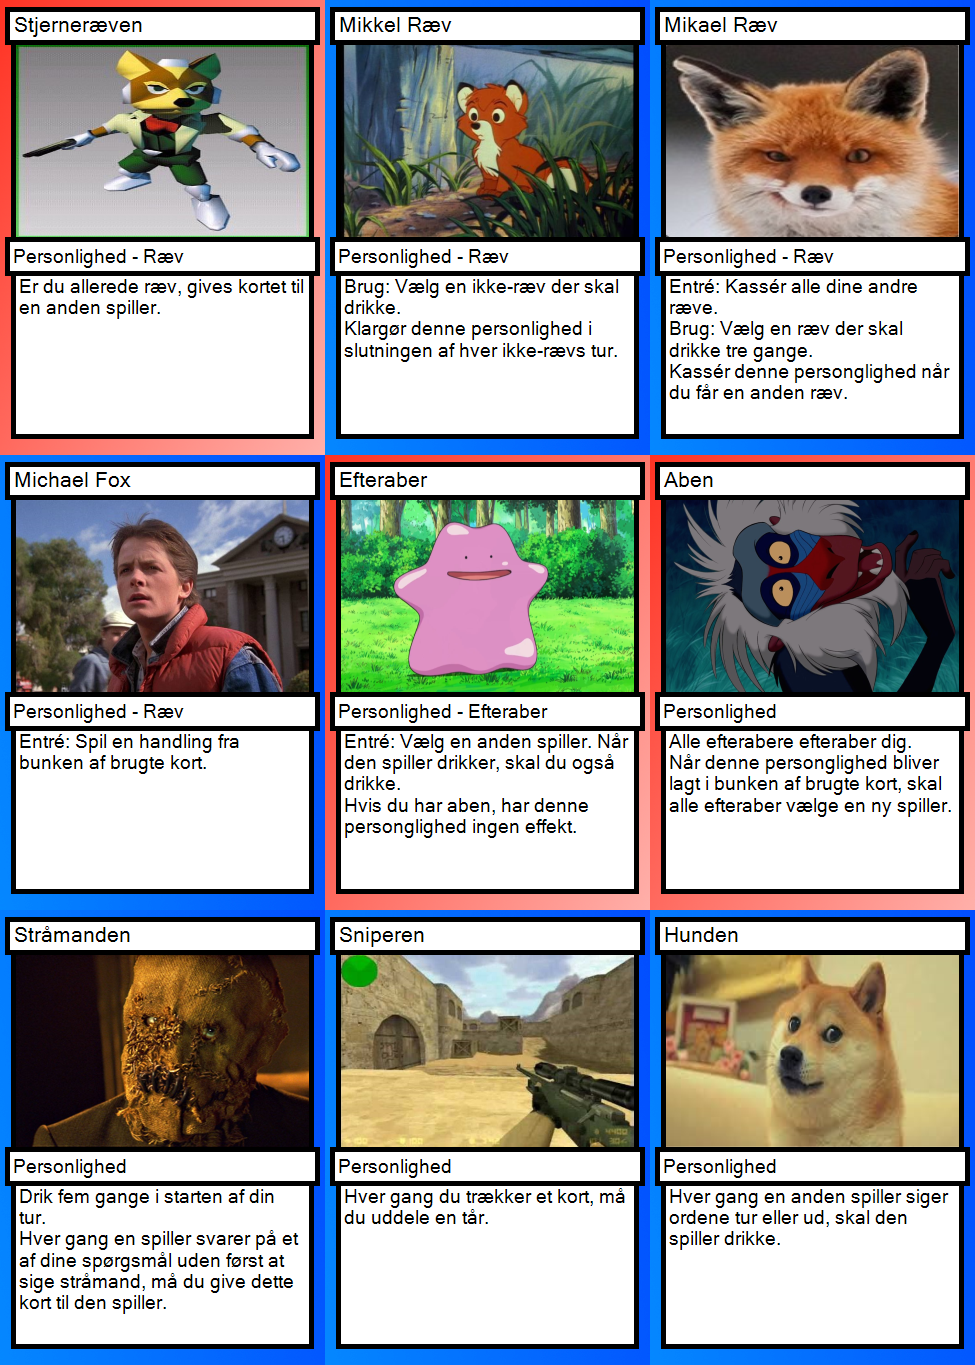 Stjerneræven
Personlighed - Ræv
Er du allerede ræv, gives kortet til
en anden spiller.
Mikkel Ræv
Personlighed - Ræv
Brug: Vælg en ikke-ræv der skal
drikke.
Klargør denne personlighed i
slutningen af hver ikke-rævs tur.
Mikael Ræv
Personlighed - Ræv
Entré: Kassér alle dine andre
ræve.
Brug: Vælg en ræv der skal
drikke tre gange.
Kassér denne personglighed når
du får en anden ræv.
Michael Fox
Personlighed - Ræv
Entré: Spil en handling fra
bunken af brugte kort.
Efteraber
Personlighed - Efteraber
Entré: Vælg en anden spiller. Når
den spiller drikker, skal du også
drikke.
Hvis du har aben, har denne
personglighed ingen effekt.
Aben
Personlighed
Alle efterabere efteraber dig.
Når denne personglighed bliver
lagt i bunken af brugte kort, skal
alle efteraber vælge en ny spiller.
Stråmanden
Personlighed
Drik fem gange i starten af din
tur.
Hver gang en spiller svarer på et
af dine spørgsmål uden først at
sige stråmand, må du give dette
kort til den spiller.
Sniperen
Personlighed
Hver gang du trækker et kort, må
du uddele en tår.
Hunden
Personlighed
Hver gang en anden spiller siger
ordene tur eller ud, skal den
spiller drikke.